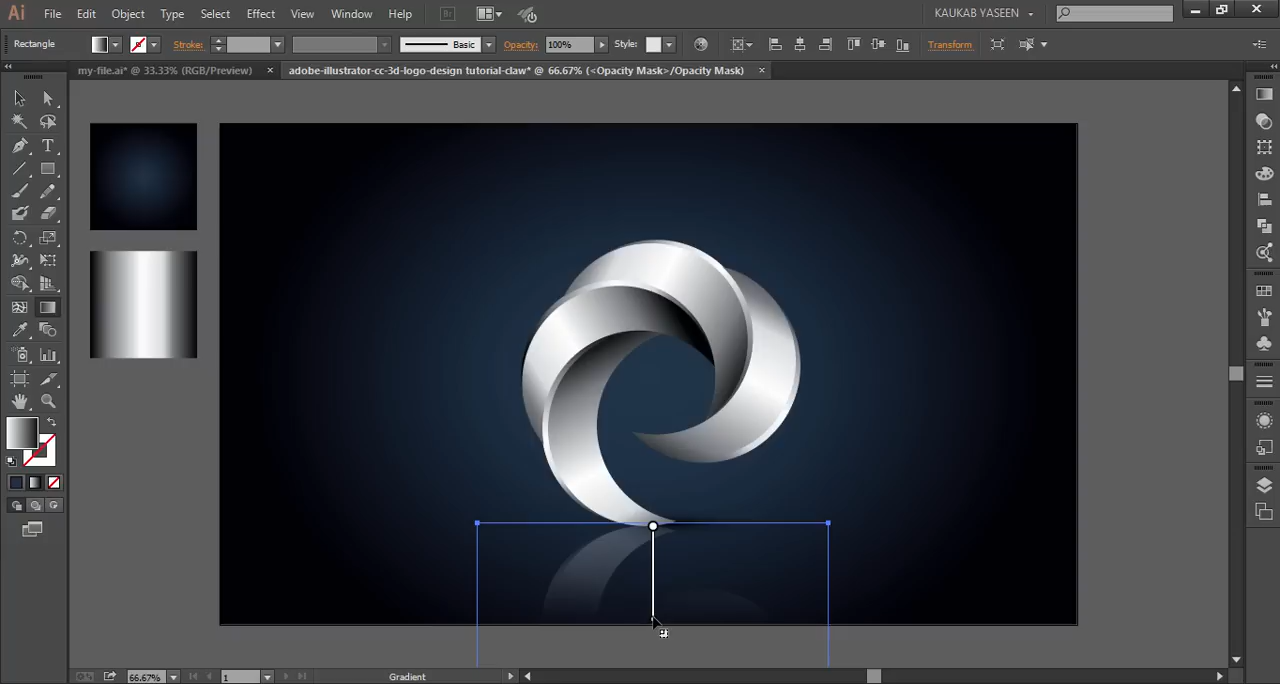 Ai File Edit Object Type Select Effect View Window Help Br KAUKAB YASEEN
Rectangle Stroke: Basic Opacity: 100% Style: Transform
my-file.ai* @ 33.33% (RGB/Preview) × adobe-illustrator-cc-3d-logo-design tutorial-claw* @ 66.67% (<Opacity Mask>/Opacity Mask) ×
T
66.67% 1 Gradient